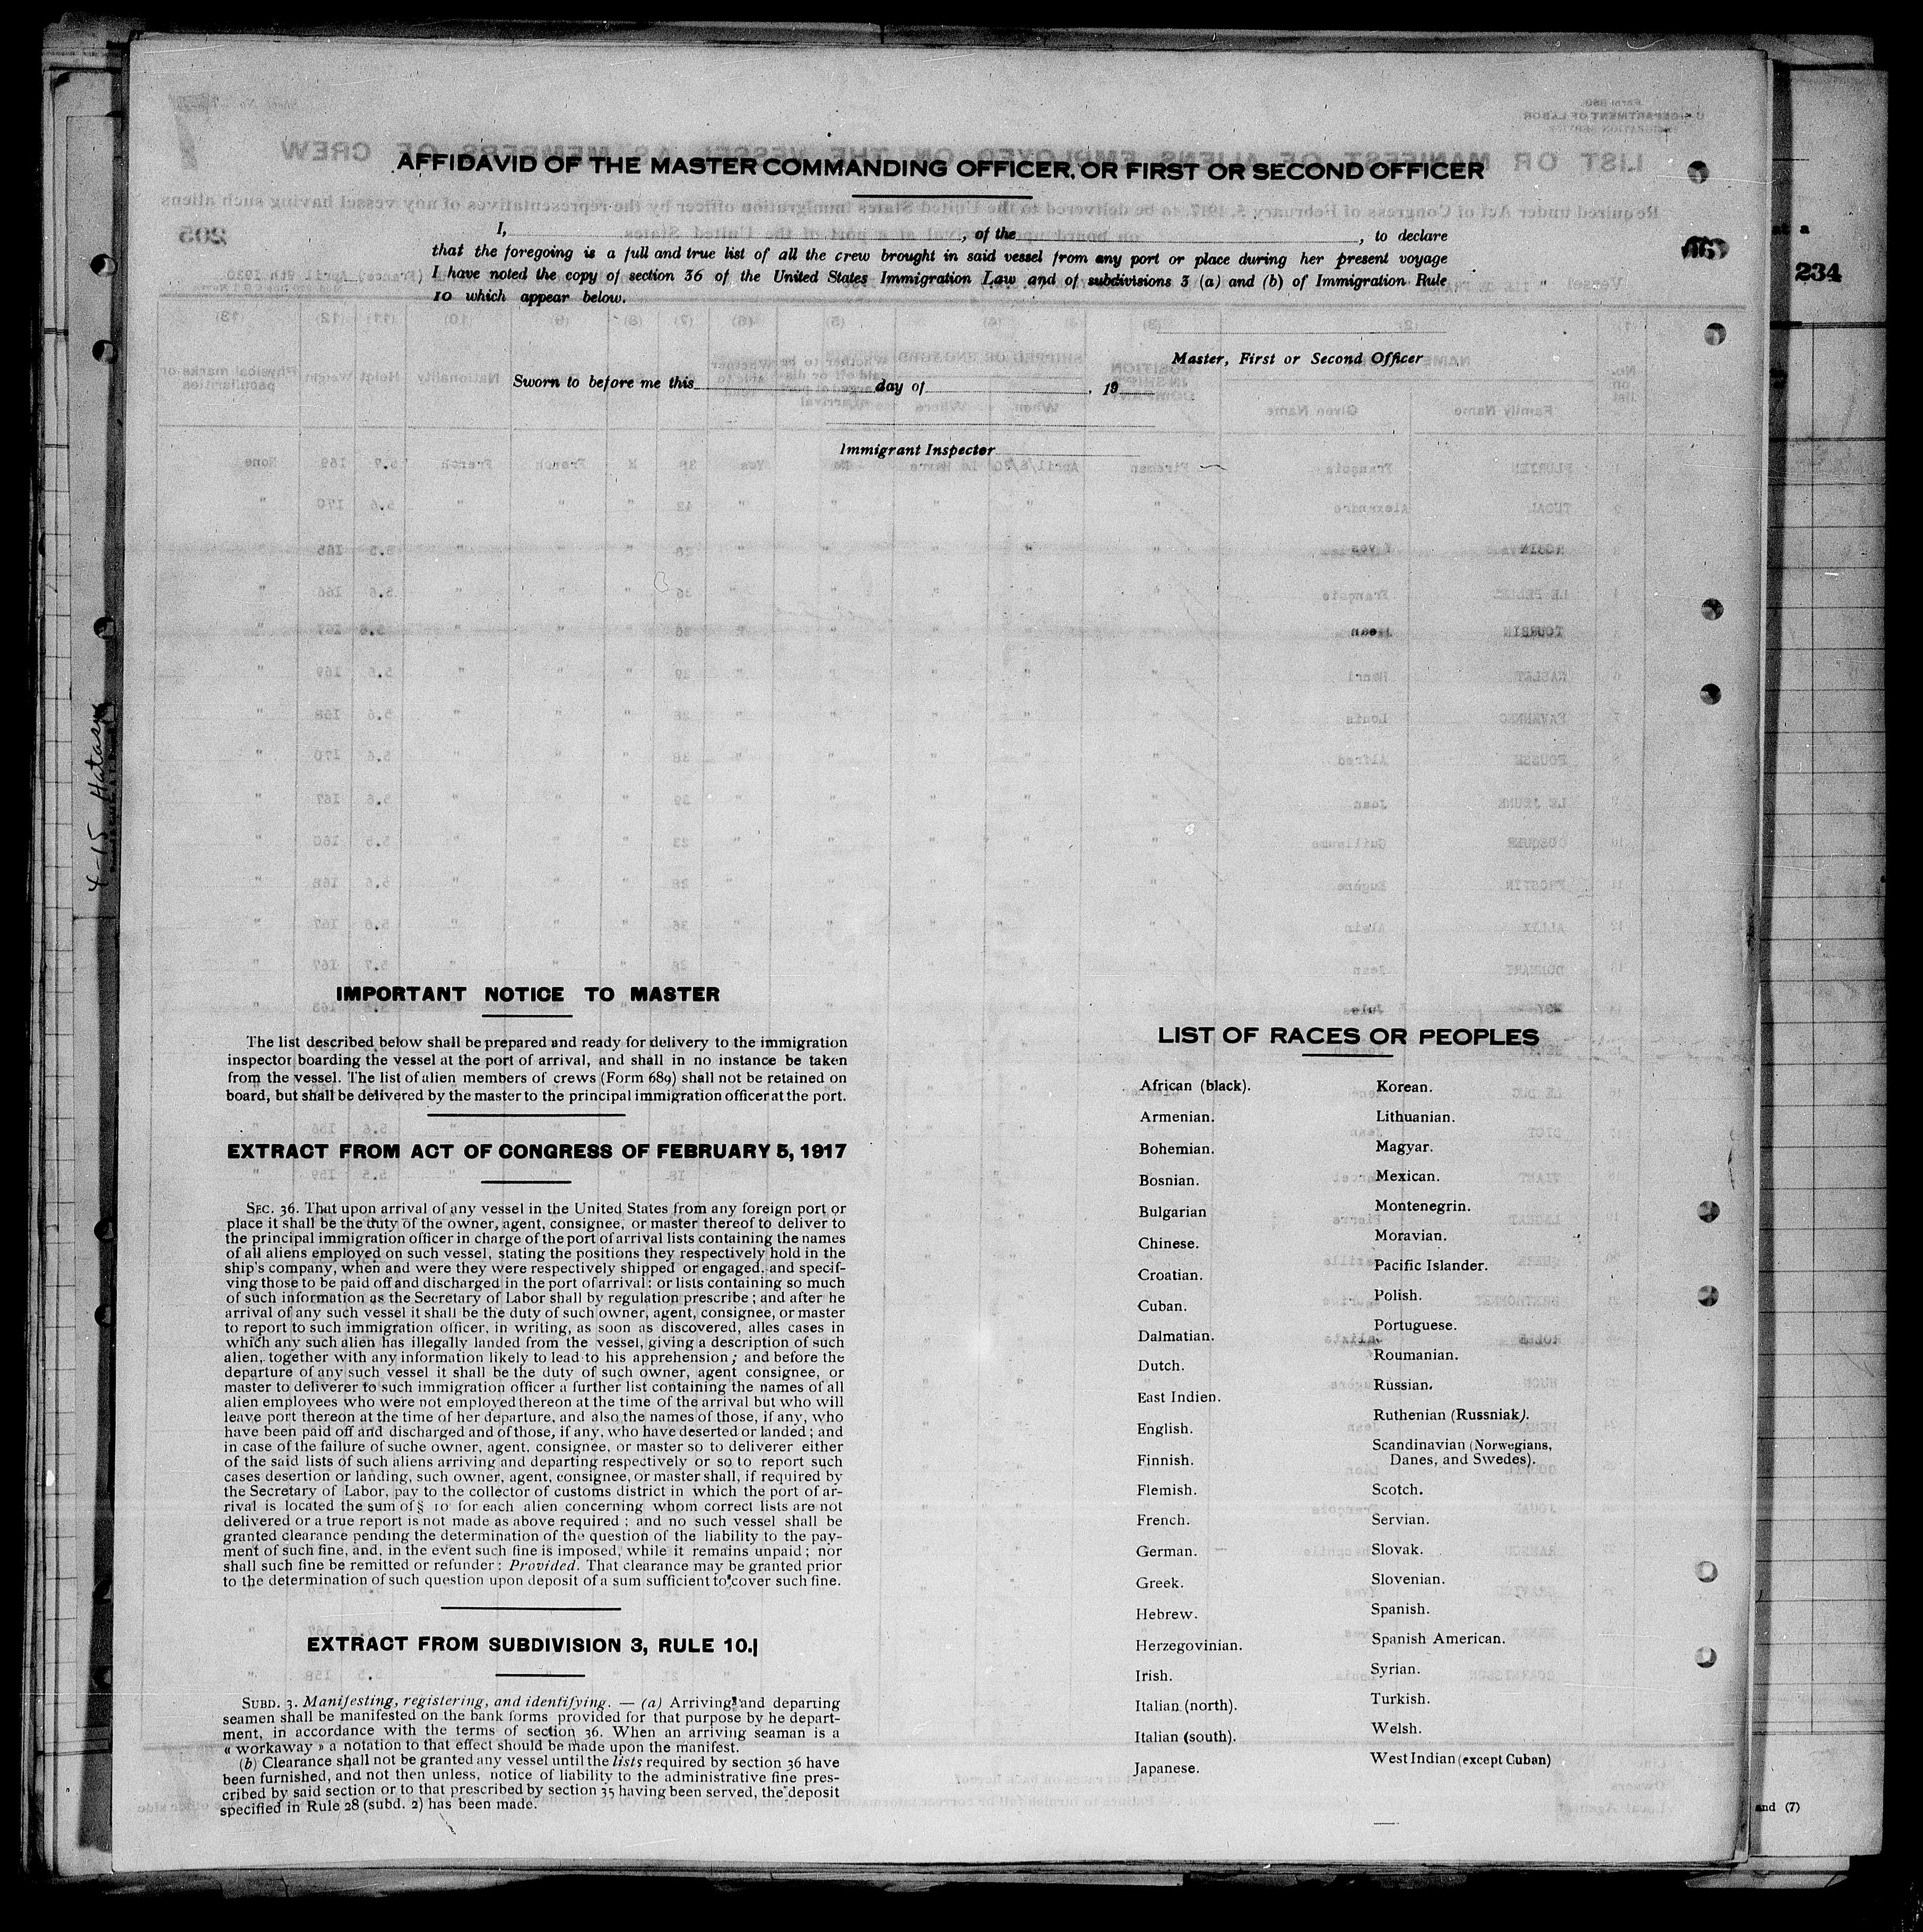 AFFIDAVID OF THE MASTER COMMANDING OFFICER, OR FIRST OR SECOND OFFICER
I, , of the , to declare
that the foregoing is a full and true list of all the crew brought in said vessel from any port or place during her present voyage
I have noted the copy of section 36 of the United States Immigration Law and of subdivisions 3 (a) and (b) of Immigration Rule
10 which appear below.
Master, First or Second Officer
Sworn to before me this day of , 19
Immigrant Inspector
234
4-15
IMPORTANT NOTICE TO MASTER
The list described below shall be prepared and ready for delivery to the immigration
inspector boarding the vessel at the port of arrival, and shall in no instance be taken
from the vessel. The list of alien members of crews (Form 689) shall not be retained on
board, but shall be delivered by the master to the principal immigration officer at the port.
EXTRACT FROM ACT OF CONGRESS OF FEBRUARY 5, 1917
SEC. 36. That upon arrival of any vessel in the United States from any foreign port or
place it shall be the duty of the owner, agent, consignee, or master thereof to deliver to
the principal immigration officer in charge of the port of arrival lists containing the names
of all aliens employed on such vessel, stating the positions they respectively hold in the
ship's company, when and were they were respectively shipped or engaged, and specif-
ving those to be paid off and discharged in the port of arrival: or lists containing so much
of such information as the Secretary of Labor shall by regulation prescribe; and after he
arrival of any such vessel it shall be the duty of such owner, agent, consignee, or master
to report to such immigration officer, in writing, as soon as discovered, alles cases in
which any such alien has illegally landed from the vessel, giving a description of such
alien, together with any information likely to lead to his apprehension; and before the
departure of any such vessel it shall be the duty of such owner, agent consignee, or
master to deliverer to such immigration officer a further list containing the names of all
alien employees who were not employed thereon at the time of the arrival but who will
leave port thereon at the time of her departure, and also the names of those, if any, who
have been paid off and discharged and of those, if any, who have deserted or landed; and
in case of the failure of suche owner, agent. consignee, or master so to deliverer either
of the said lists of such aliens arriving and departing respectively or so to report such
cases desertion or landing, such owner, agent, consignee, or master shall, if required by
the Secretary of Labor, pay to the collector of customs district in which the port of ar-
rival is located the sum of § 10 for each alien concerning whom correct lists are not
delivered or a true report is not made as above required; and no such vessel shall be
granted clearance pending the determination of the question of the liability to the pay-
ment of such fine, and, in the event such fine is imposed, while it remains unpaid; nor
shall such fine be remitted or refunder: Provided. That clearance may be granted prior
to the determination of such question upon deposit of a sum sufficient to cover such fine.
EXTRACT FROM SUBDIVISION 3, RULE 10.
SUBD. 3. Manifesting, registering, and identifying. — (a) Arriving and departing
seamen shall be manifested on the bank forms provided for that purpose by he depart-
ment, in accordance with the terms of section 36. When an arriving seaman is a
« workaway » a notation to that effect should be made upon the manifest.
(b) Clearance shall not be granted any vessel until the lists required by section 36 have
been furnished, and not then unless, notice of liability to the administrative fine pres-
cribed by said section or to that prescribed by section 35 having been served, the deposit
specified in Rule 28 (subd. 2) has been made.
LIST OF RACES OR PEOPLES
African (black).
Armenian.
Bohemian.
Bosnian.
Bulgarian
Chinese.
Croatian.
Cuban.
Dalmatian.
Dutch.
East Indien.
English.
Finnish.
Flemish.
French.
German.
Greek.
Hebrew.
Herzegovinian.
Irish.
Italian (north).
Italian (south).
Japanese.
Korean.
Lithuanian.
Magyar.
Mexican.
Montenegrin.
Moravian.
Pacific Islander.
Polish.
Portuguese.
Roumanian.
Russian.
Ruthenian (Russniak).
Scandinavian (Norwegians,
Danes, and Swedes).
Scotch.
Servian.
Slovak.
Slovenian.
Spanish.
Spanish American.
Syrian.
Turkish.
Welsh.
West Indian (except Cuban)
and (7)